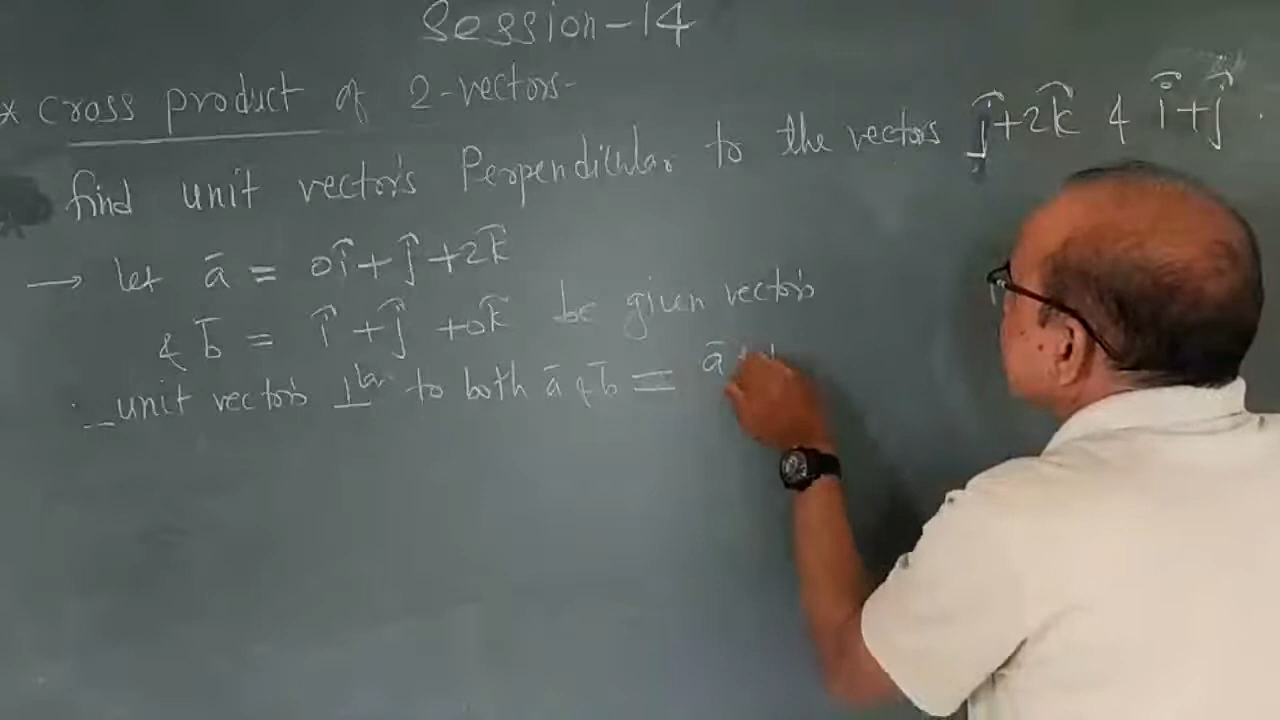 Session-14
* Cross product of 2-vectors-
find unit vectors Perpendicular to the vectors ĵ+2k̂ & î+ĵ.
→ let ā = 0î+ĵ+2k̂
& b̄ = î+ĵ+0k̂ be given vectors
∴ unit vectors ⊥lar to both ā & b̄ = ā